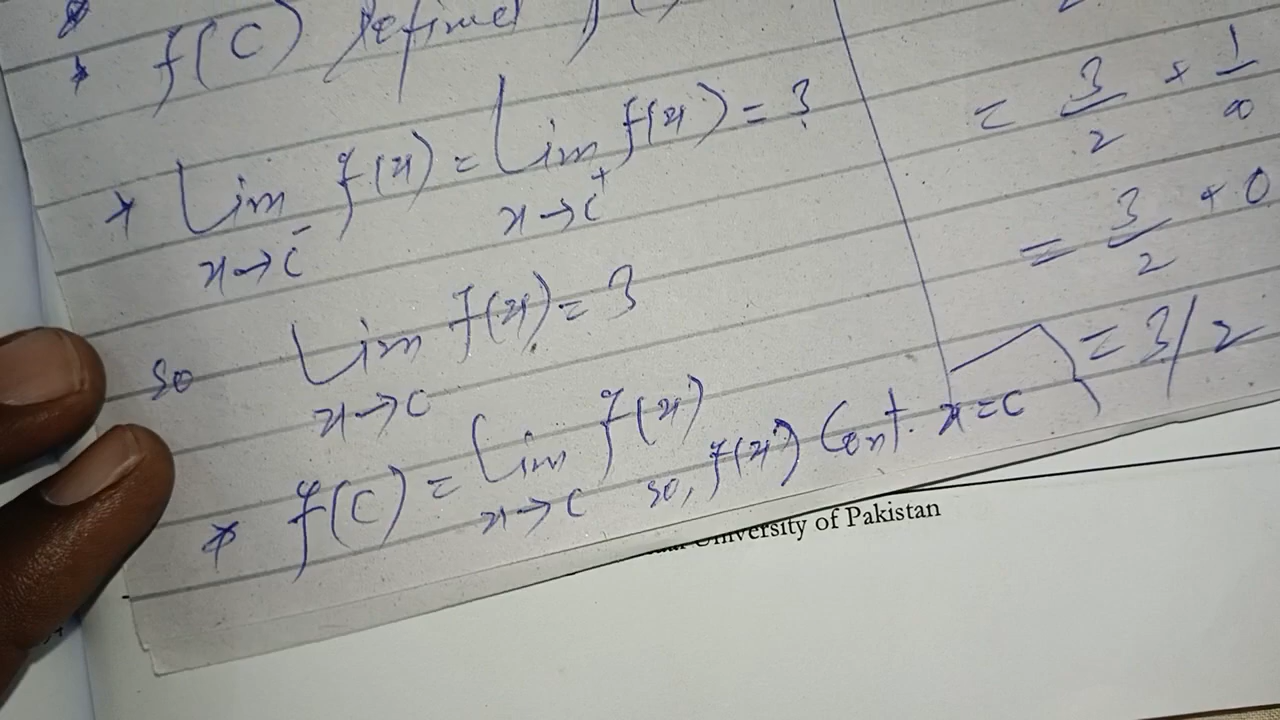 * f(C) Defined
* Lim f(x) = Lim f(x) = 3
x→c⁻ x→c⁺
so Lim f(x) = 3
x→c
* f(C) = Lim f(x)
x→c so, f(x) Cont. x=c
= 3/2 + 1/∞
= 3/2 + 0
= 3/2
University of Pakistan